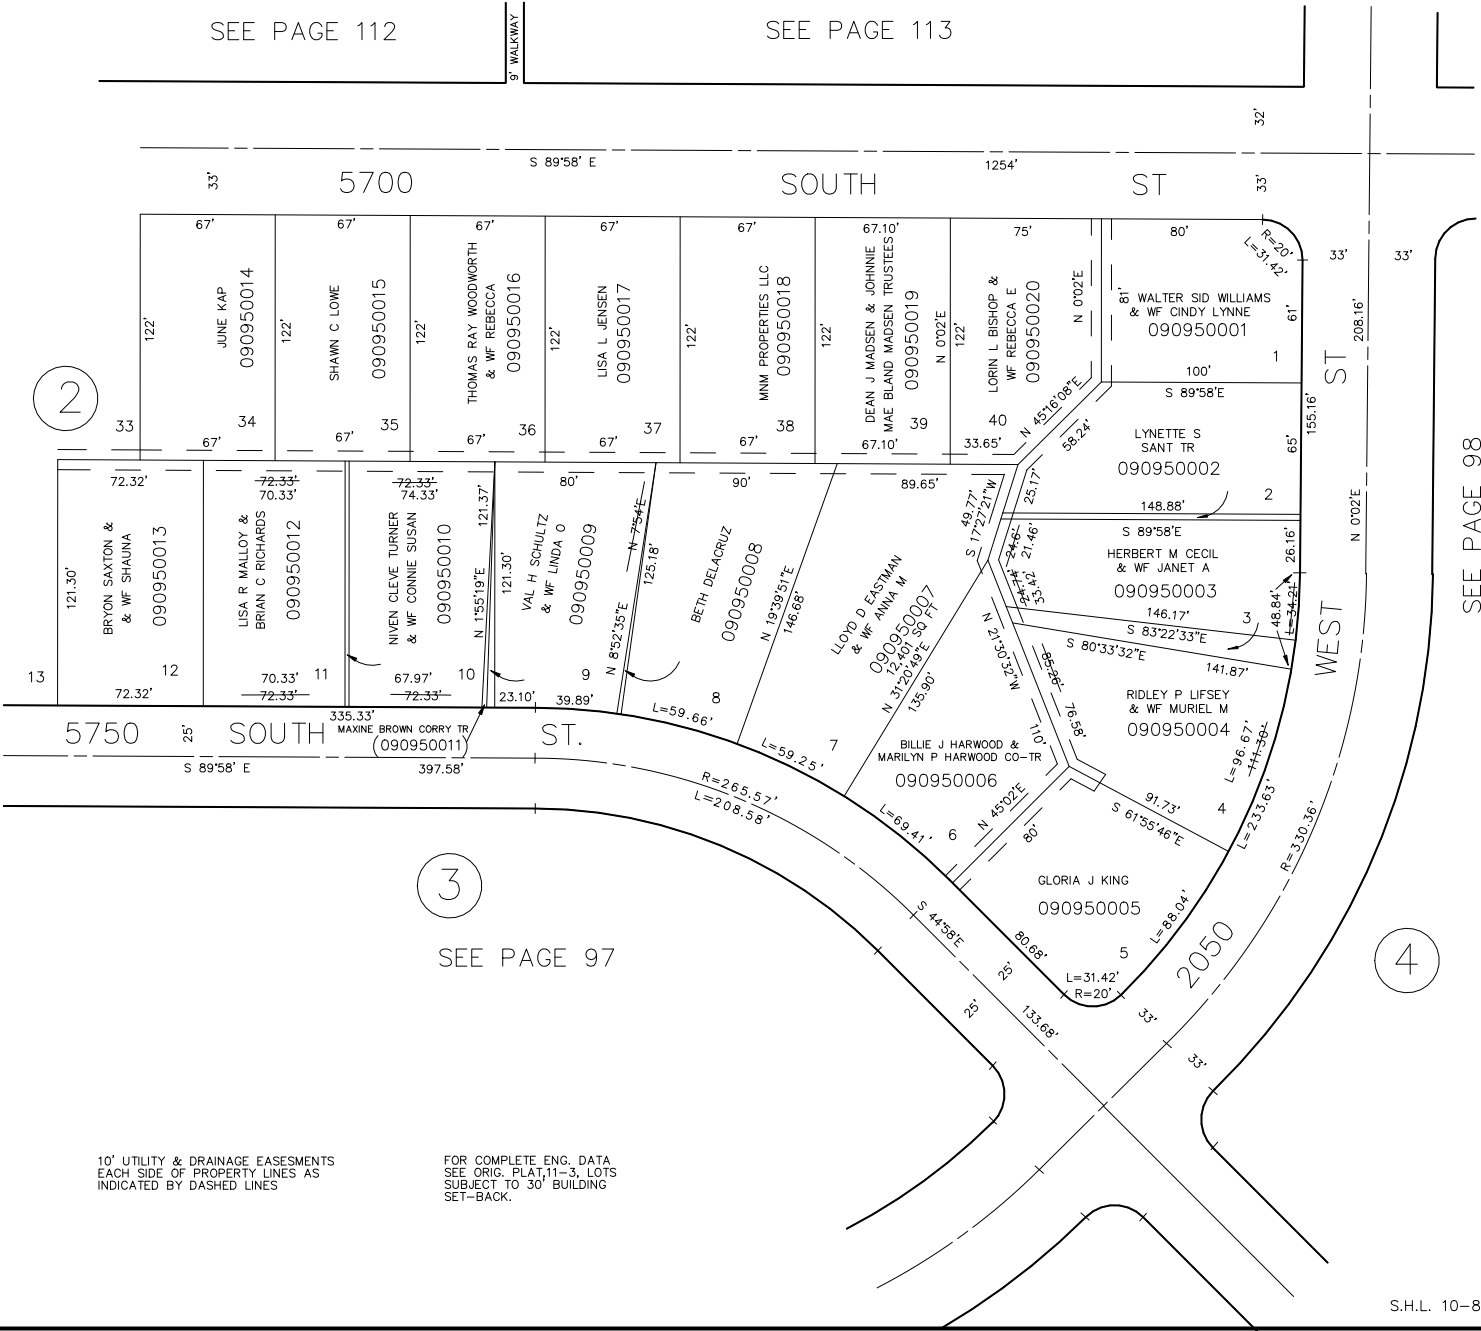 SEE PAGE 112
9' WALKWAY
SEE PAGE 113
32'
S 89°58' E
1254'
33'
5700
SOUTH
ST
33'
67'
67'
67'
67'
67'
67.10'
75'
80'
R=20'
L=31.42'
33'
33'
122'
JUNE KAP
090950014
34
67'
122'
SHAWN C LOWE
090950015
35
67'
122'
THOMAS RAY WOODWORTH
& WF REBECCA
090950016
36
67'
122'
LISA L JENSEN
090950017
37
67'
122'
MNM PROPERTIES LLC
090950018
38
67'
122'
DEAN J MADSEN & JOHNNIE
MAE BLAND MADSEN TRUSTEES
090950019
39
67.10'
N 0°02'E
122'
LORIN L BISHOP &
WF REBECCA E
090950020
40
33.65'
N 0°02'E
N 45°16'08"E
58.24'
81'
WALTER SID WILLIAMS
& WF CINDY LYNNE
090950001
61'
1
100'
S 89°58'E
208.16'
ST
155.16'
2
33
LYNETTE S
SANT TR
090950002
65'
2
148.88'
25.17'
SEE PAGE 98
N 0°02'E
72.32'
72.33'
70.33'
72.33'
74.33'
80'
90'
89.65'
49.77'
S 17°27'21"W
121.30'
BRYON SAXTON &
& WF SHAUNA
090950013
12
72.32'
13
LISA R MALLOY &
BRIAN C RICHARDS
090950012
11
70.33'
72.33'
NIVEN CLEVE TURNER
& WF CONNIE SUSAN
090950010
10
67.97'
72.33'
121.37'
N 1°55'19"E
121.30'
VAL H SCHULTZ
& WF LINDA O
090950009
9
23.10'
39.89'
N 7°54'E
125.18'
N 8°52'35"E
BETH DELACRUZ
090950008
8
L=59.66'
N 19°39'51"E
146.68'
LLOYD D EASTMAN
& WF ANNA M
090950007
12,401 SQ FT
N 31°20'49"E
135.90'
7
L=59.25'
24.6'
21.46'
24.74'
33.42'
S 89°58'E
HERBERT M CECIL
& WF JANET A
090950003
26.16'
146.17'
3
48.84'
L=34.21'
S 83°22'33"E
S 80°33'32"E
141.87'
WEST
N 21°30'32"W
85.26'
76.58'
110'
RIDLEY P LIFSEY
& WF MURIEL M
090950004
L=96.67'
111.30'
4
91.73'
S 61°55'46"E
L=233.63'
R=330.36'
BILLIE J HARWOOD &
MARILYN P HARWOOD CO-TR
090950006
6
L=69.41'
N 45°02'E
80'
5750
25'
SOUTH
ST.
335.33'
MAXINE BROWN CORRY TR
(090950011)
S 89°58' E
397.58'
R=265.57'
L=208.58'
GLORIA J KING
090950005
5
L=88.04'
80.68'
L=31.42'
R=20'
2050
3
SEE PAGE 97
S 44°58'E
25'
25'
133.68'
33'
33'
4
10' UTILITY & DRAINAGE EASESMENTS
EACH SIDE OF PROPERTY LINES AS
INDICATED BY DASHED LINES
FOR COMPLETE ENG. DATA
SEE ORIG. PLAT,11-3, LOTS
SUBJECT TO 30' BUILDING
SET-BACK.
S.H.L. 10-8